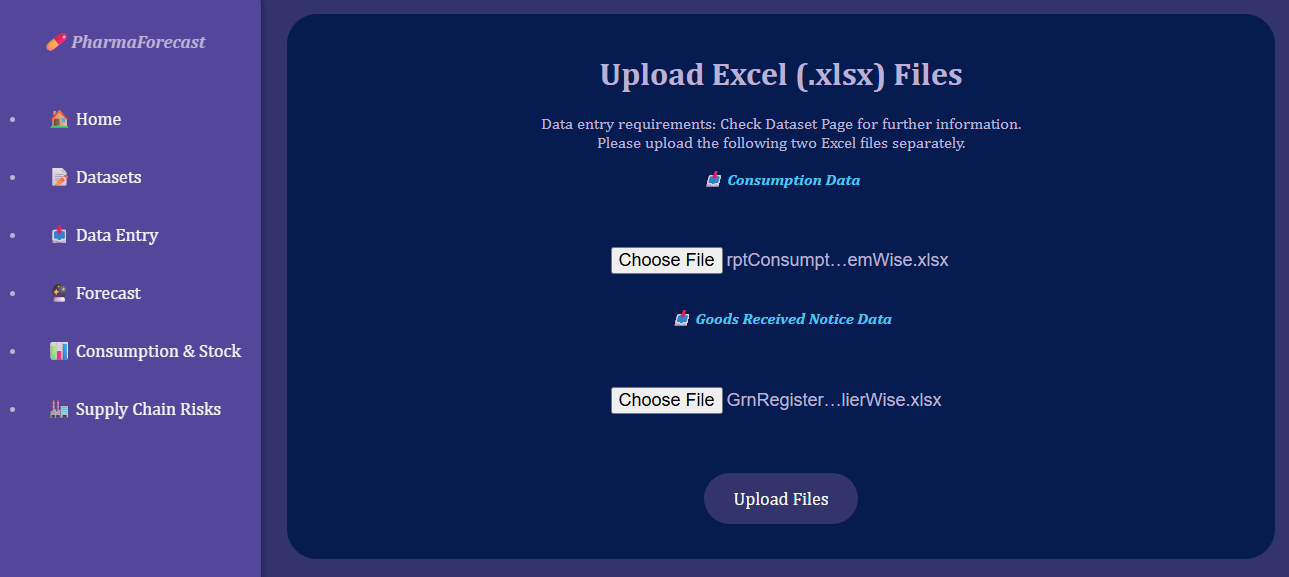 PharmaForecast
Home
Datasets
Data Entry
Forecast
Consumption & Stock
Supply Chain Risks
Upload Excel (.xlsx) Files
Data entry requirements: Check Dataset Page for further information.
Please upload the following two Excel files separately.
Consumption Data
Choose File rptConsumpt…emWise.xlsx
Goods Received Notice Data
Choose File GrnRegister…lierWise.xlsx
Upload Files